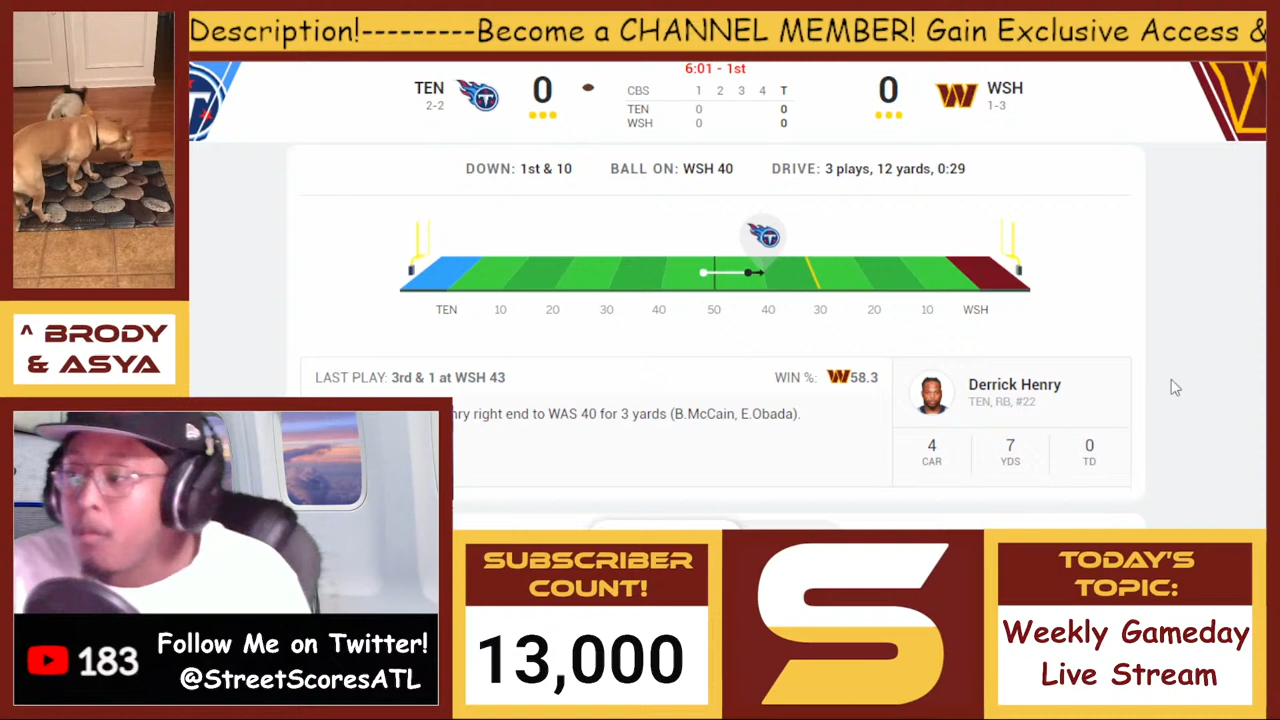 Description!---------Become a CHANNEL MEMBER! Gain Exclusive Access &
TEN
2-2
0
6:01 - 1st
CBS 1 2 3 4 T
TEN 0 0
WSH 0 0
0
WSH
1-3
DOWN: 1st & 10 BALL ON: WSH 40 DRIVE: 3 plays, 12 yards, 0:29
TEN 10 20 30 40 50 40 30 20 10 WSH
^ BRODY
& ASYA
LAST PLAY: 3rd & 1 at WSH 43 WIN %: 58.3
nry right end to WAS 40 for 3 yards (B.McCain, E.Obada).
Derrick Henry
TEN, RB, #22
4 7 0
CAR YDS TD
183
Follow Me on Twitter!
@StreetScoresATL
SUBSCRIBER
COUNT!
13,000
S
TODAY'S
TOPIC:
Weekly Gameday
Live Stream